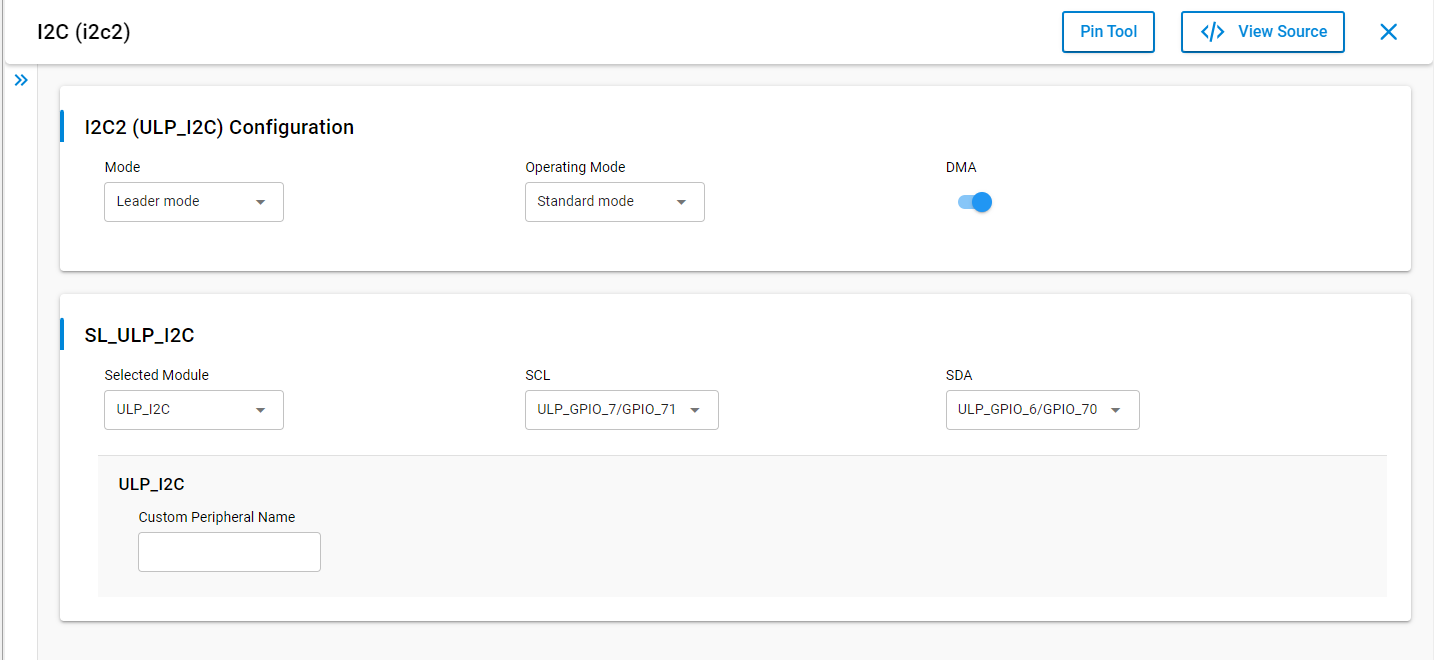 I2C (i2c2)
Pin Tool
View Source
I2C2 (ULP_I2C) Configuration
Mode
Operating Mode
DMA
Leader mode
Standard mode
SL_ULP_I2C
Selected Module
SCL
SDA
ULP_I2C
ULP_GPIO_7/GPIO_71
ULP_GPIO_6/GPIO_70
ULP_I2C
Custom Peripheral Name